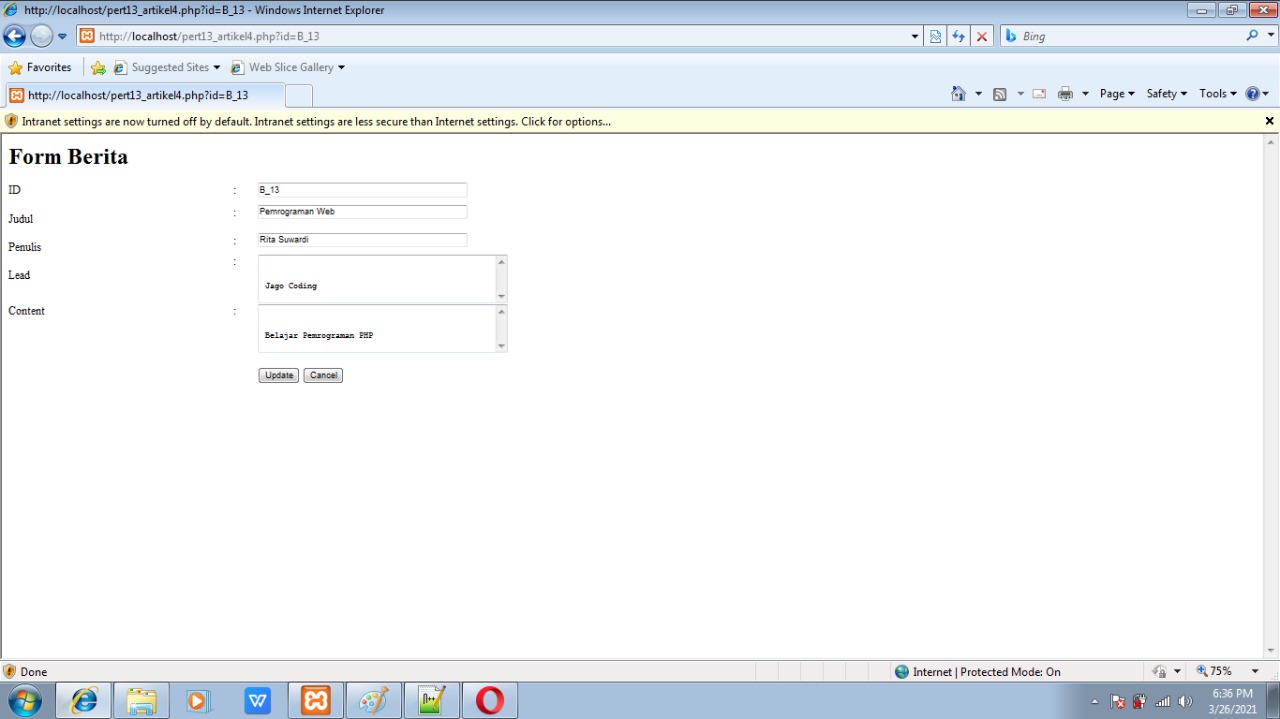 http://localhost/pert13_artikel4.php?id=B_13 - Windows Internet Explorer
http://localhost/pert13_artikel4.php?id=B_13
Bing
Favorites
Suggested Sites
Web Slice Gallery
http://localhost/pert13_artikel4.php?id=B_13
Page
Safety
Tools
Intranet settings are now turned off by default. Intranet settings are less secure than Internet settings. Click for options...
Form Berita
ID : B_13
Judul : Pemrograman Web
Penulis : Rita Suwardi
Lead : Jago Coding
Content : Belajar Pemrograman PHP
Update Cancel
Done
Internet | Protected Mode: On
75%
6:36 PM
3/26/2021